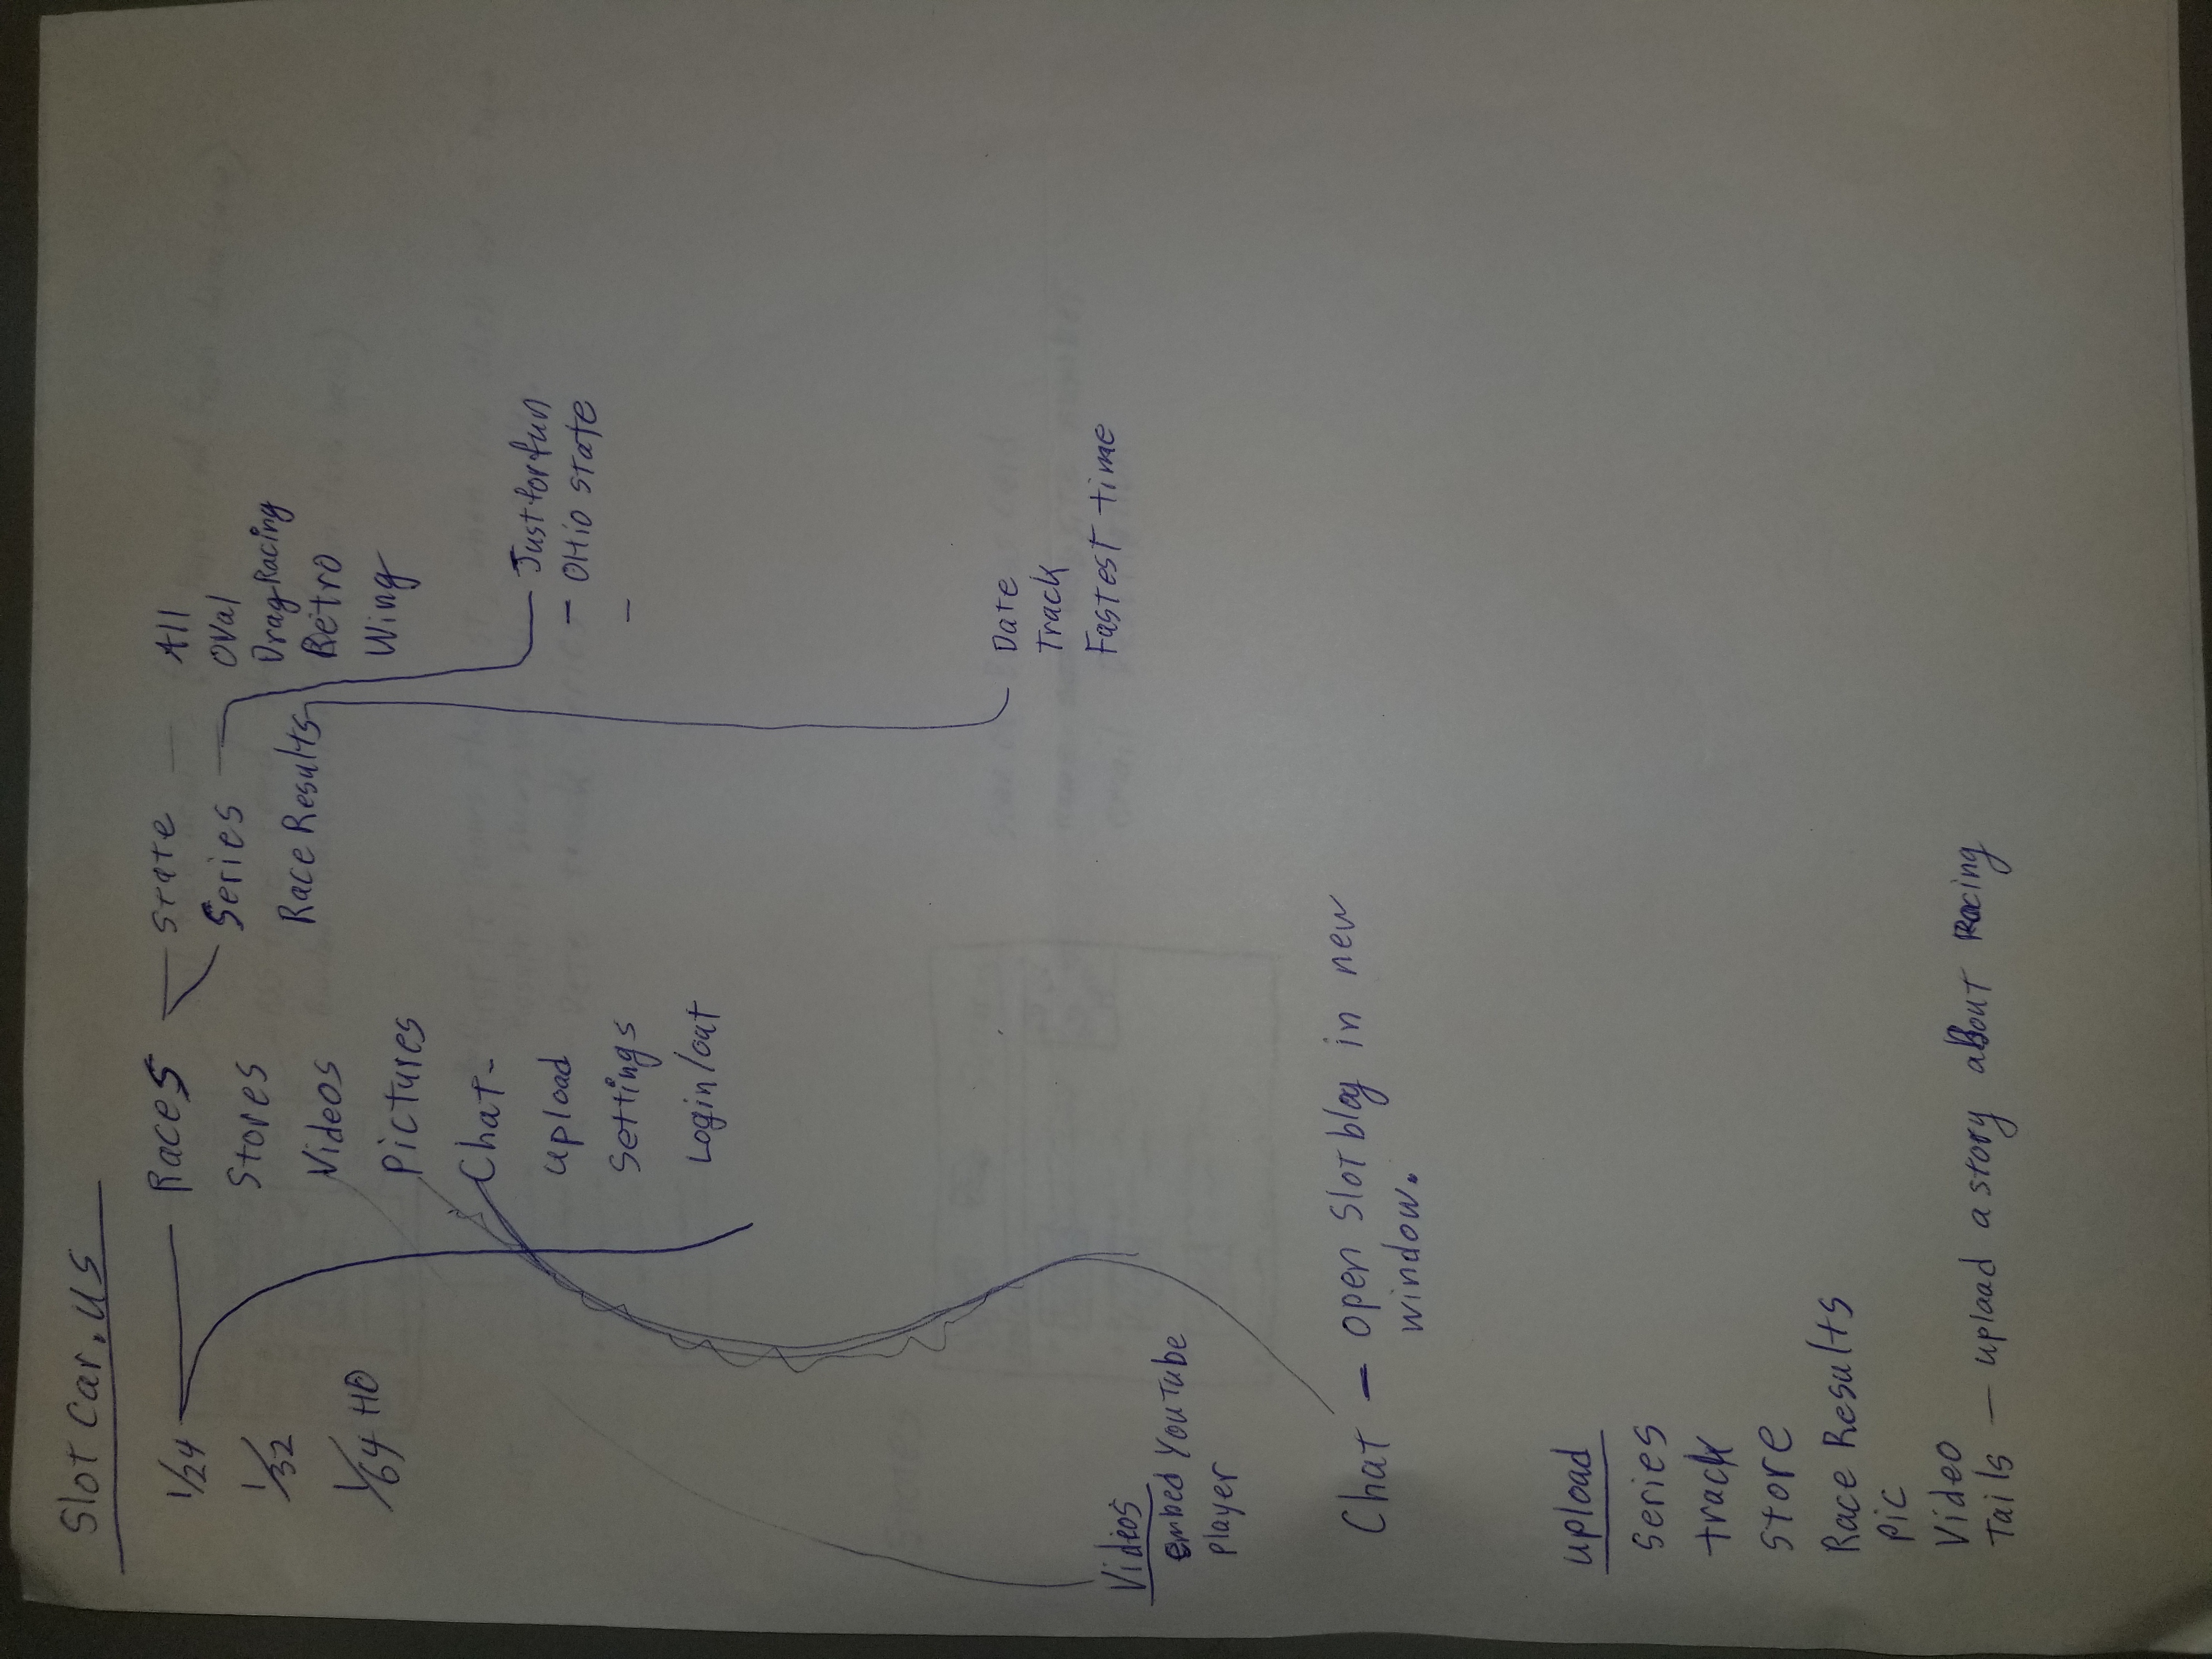 Slot Car.us
1/24
1/32
1/64 HO
Races
Stores
Videos
Pictures
Chat-
upload
Settings
Login/out
State
Series
Race Results
All
Oval
Drag Racing
Retro
Wing
Just for fun
- OHio State
-
Date
Track
Fastest time
Videos
embed YouTube
player
Chat - open Slotblog in new
window.
upload
Series
track
Store
Race Results
Pic
Video
Tails - upload a story about Racing